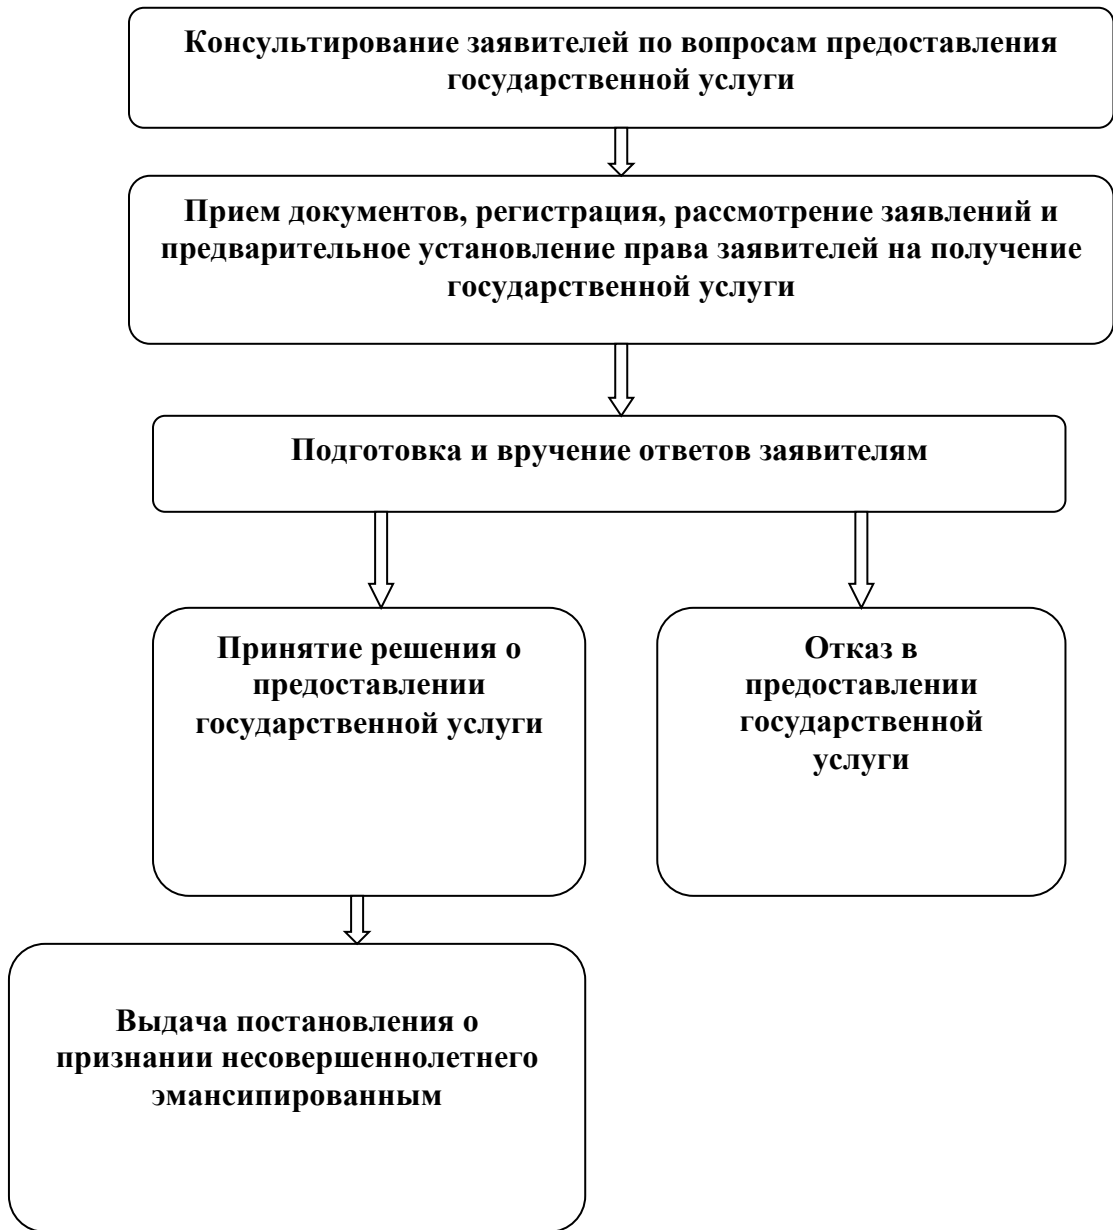 Консультирование заявителей по вопросам предоставления
государственной услуги
Прием документов, регистрация, рассмотрение заявлений и
предварительное установление права заявителей на получение
государственной услуги
Подготовка и вручение ответов заявителям
Принятие решения о
предоставлении
государственной услуги
Отказ в
предоставлении
государственной
услуги
Выдача постановления о
признании несовершеннолетнего
эмансипированным